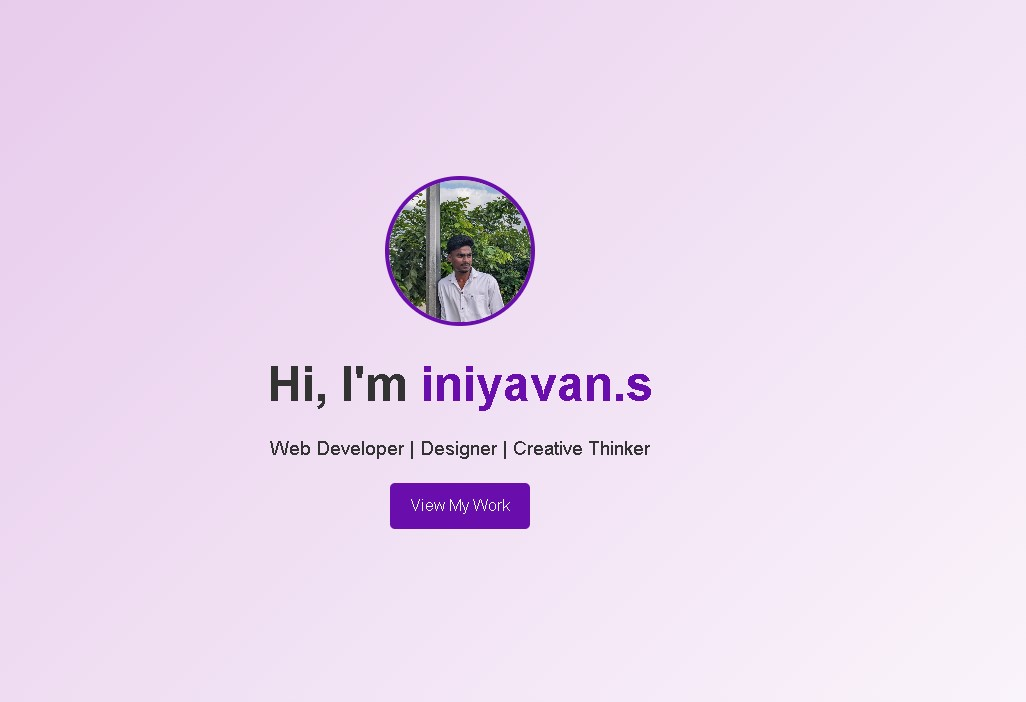 Hi, I'm iniyavan.s
Web Developer | Designer | Creative Thinker
View My Work